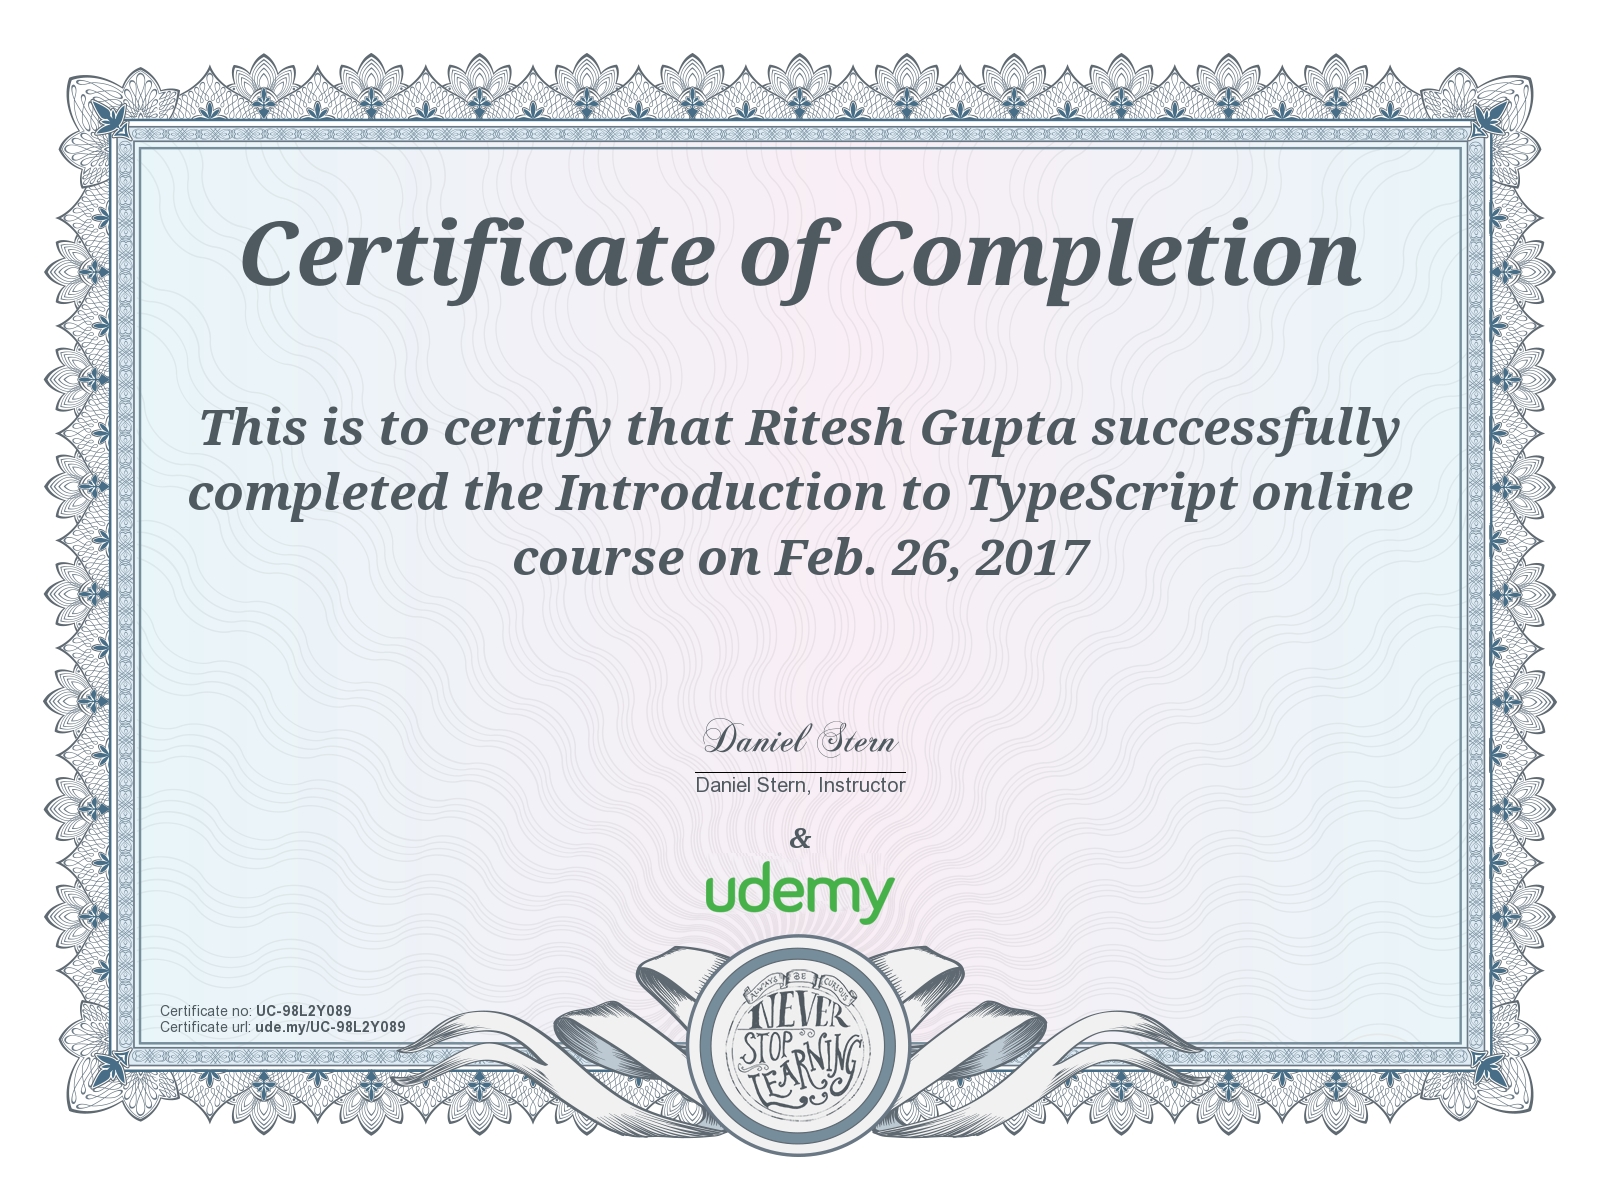 Certificate of Completion
This is to certify that Ritesh Gupta successfully
completed the Introduction to TypeScript online
course on Feb. 26, 2017
Daniel Stern
Daniel Stern, Instructor
&
udemy
Certificate no: UC-98L2Y089
Certificate url: ude.my/UC-98L2Y089
ALWAYS BE CURIOUS
NEVER
STOP
LEARNING